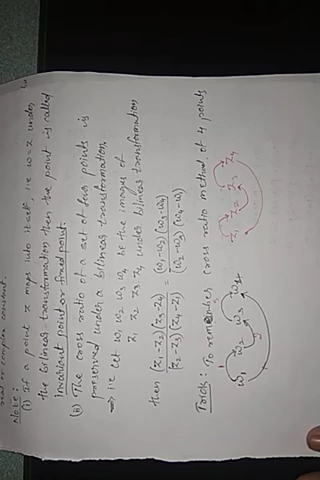 real or complex constant.
Note:
(i) If a point z maps into itself, i.e w=z under
the bilinear-transformation then the point is called
invariant point or fixed point.
(ii) The cross ratio of a set of four points is
preserved under a bilinear transformation.
→ i.e Let w₁ w₂ w₃ w₄ be the images of
z₁ z₂ z₃ z₄ under bilinear transformation
then (z₁-z₂)(z₃-z₄) / (z₂-z₃)(z₄-z₁) = (w₁-w₂)(w₃-w₄) / (w₂-w₃)(w₄-w₁)
Trick: To remember cross ratio method of 4 points
w₁ w₂ w₃ w₄ z₁ z₂ z₃ z₄